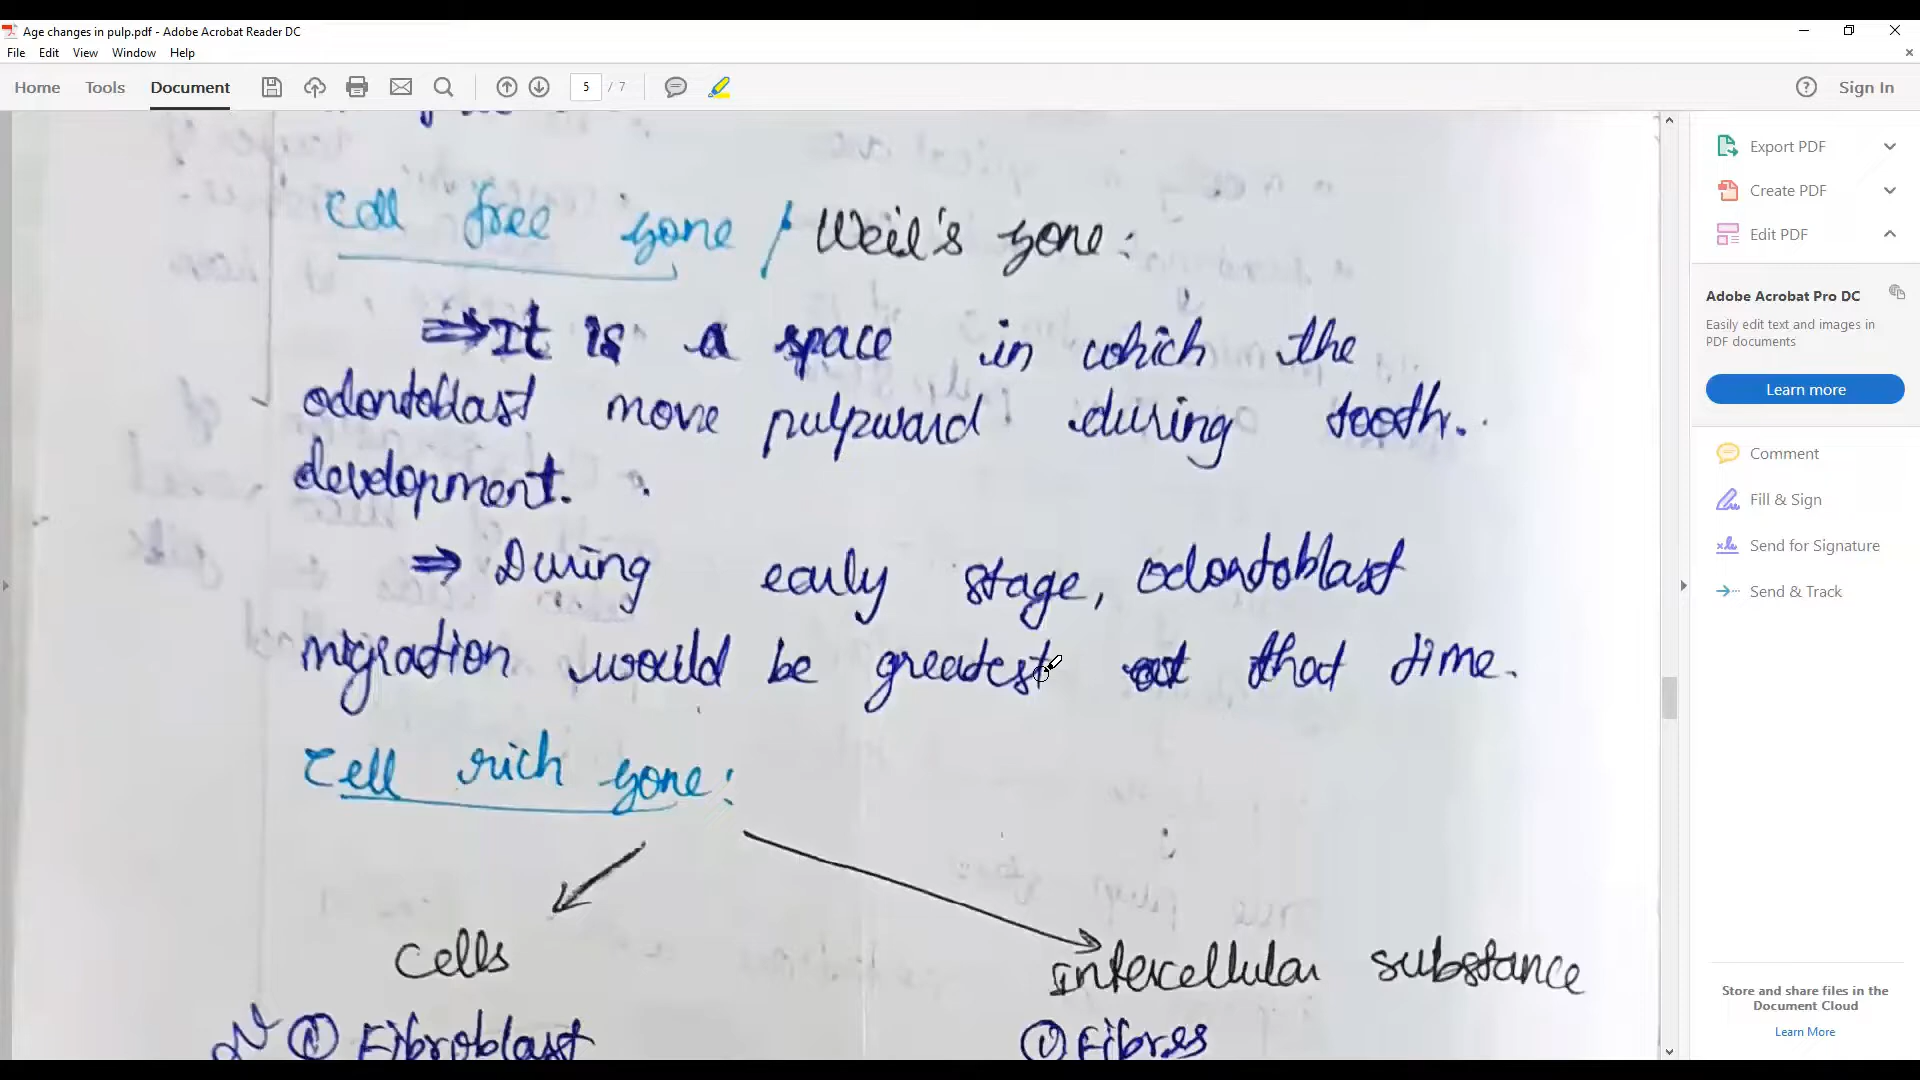 Age changes in pulp.pdf - Adobe Acrobat Reader DC
File Edit View Window Help
Home Tools Document 5 / 7 Sign In
Cell free zone / Weil's zone:
⇒ It is a space in which the
odontoblast move pulpward during tooth.
development.
⇒ During early stage, odontoblast
migration would be greatest at that time.
Cell rich zone:
Cells Intercellular substance
① Fibroblast ① Fibres
Export PDF
Create PDF
Edit PDF
Adobe Acrobat Pro DC
Easily edit text and images in
PDF documents
Learn more
Comment
Fill & Sign
Send for Signature
Send & Track
Store and share files in the
Document Cloud
Learn More